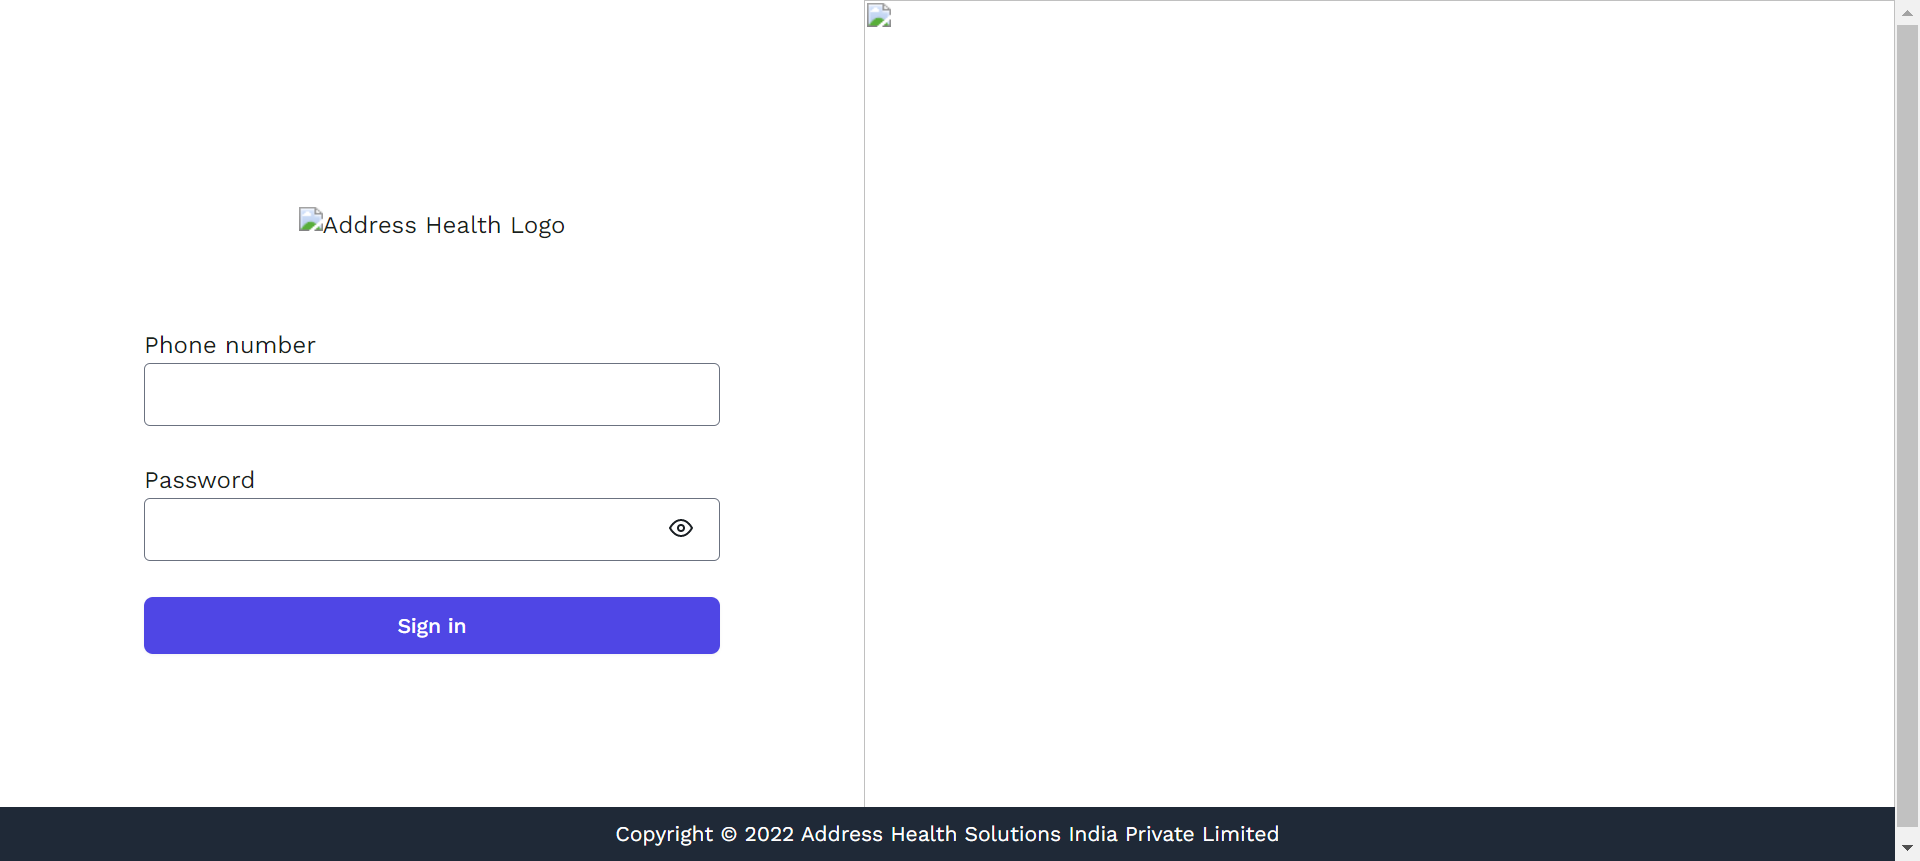 Address Health Logo
Phone number
Password
Sign in
Copyright © 2022 Address Health Solutions India Private Limited